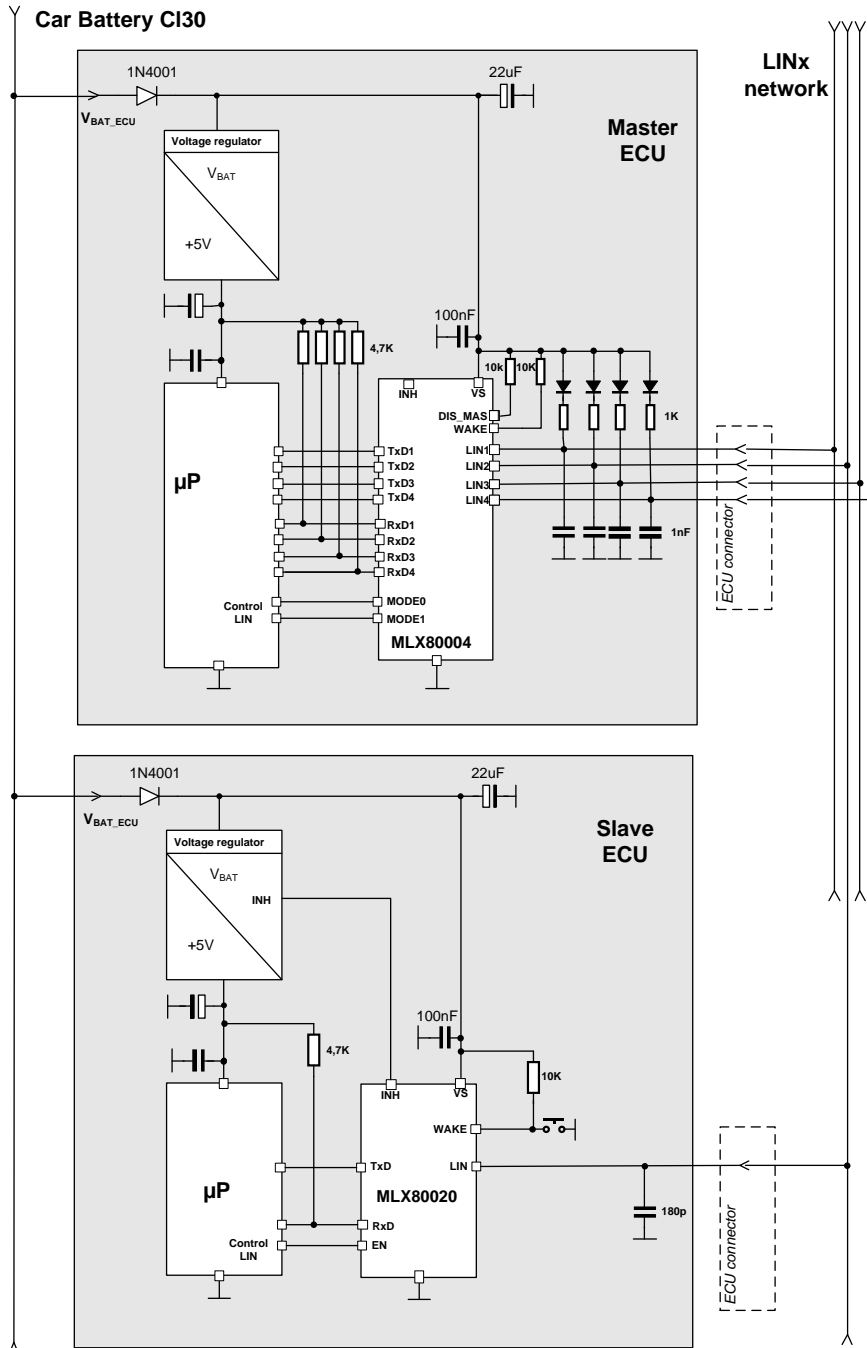 Car Battery Cl30
1N4001
22uF
LINx
network
V_BAT_ECU
Master
ECU
Voltage regulator
V_BAT
+5V
100nF
4,7K
10k
10K
INH
VS
DIS_MAS
WAKE
1K
LIN1
LIN2
LIN3
LIN4
TxD1
TxD2
TxD3
TxD4
µP
RxD1
RxD2
RxD3
RxD4
1nF
ECU connector
Control
LIN
MODE0
MODE1
MLX80004
1N4001
22uF
V_BAT_ECU
Slave
ECU
Voltage regulator
V_BAT
INH
+5V
100nF
4,7K
10K
INH
VS
WAKE
TxD
LIN
µP
MLX80020
180p
RxD
Control
LIN
EN
ECU connector